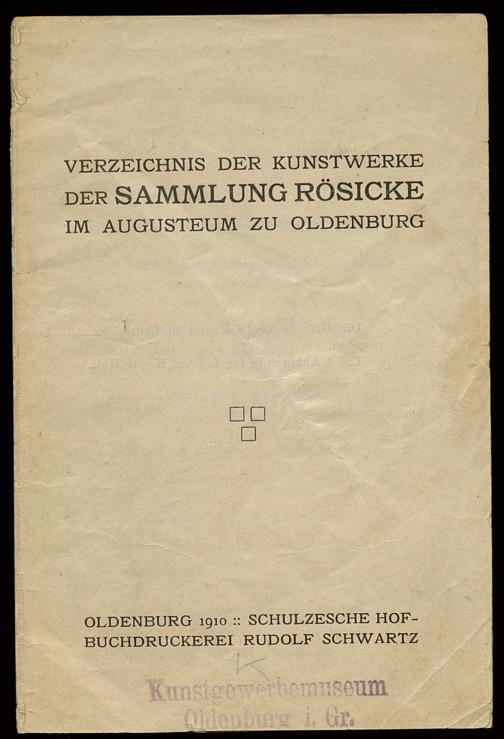 VERZEICHNIS DER KUNSTWERKE
DER SAMMLUNG RÖSICKE
IM AUGUSTEUM ZU OLDENBURG
OLDENBURG 1910 :: SCHULZESCHE HOF-
BUCHDRUCKEREI RUDOLF SCHWARTZ
K
Kunstgewerbemuseum
Oldenburg i. Gr.